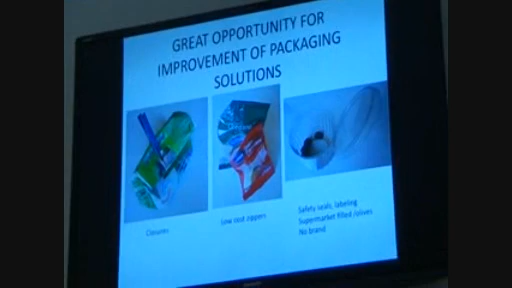 GREAT OPPORTUNITY FOR
IMPROVEMENT OF PACKAGING
SOLUTIONS
Closures
Low cost zippers
Safety seals, labeling
Supermarket filled /olives
No brand